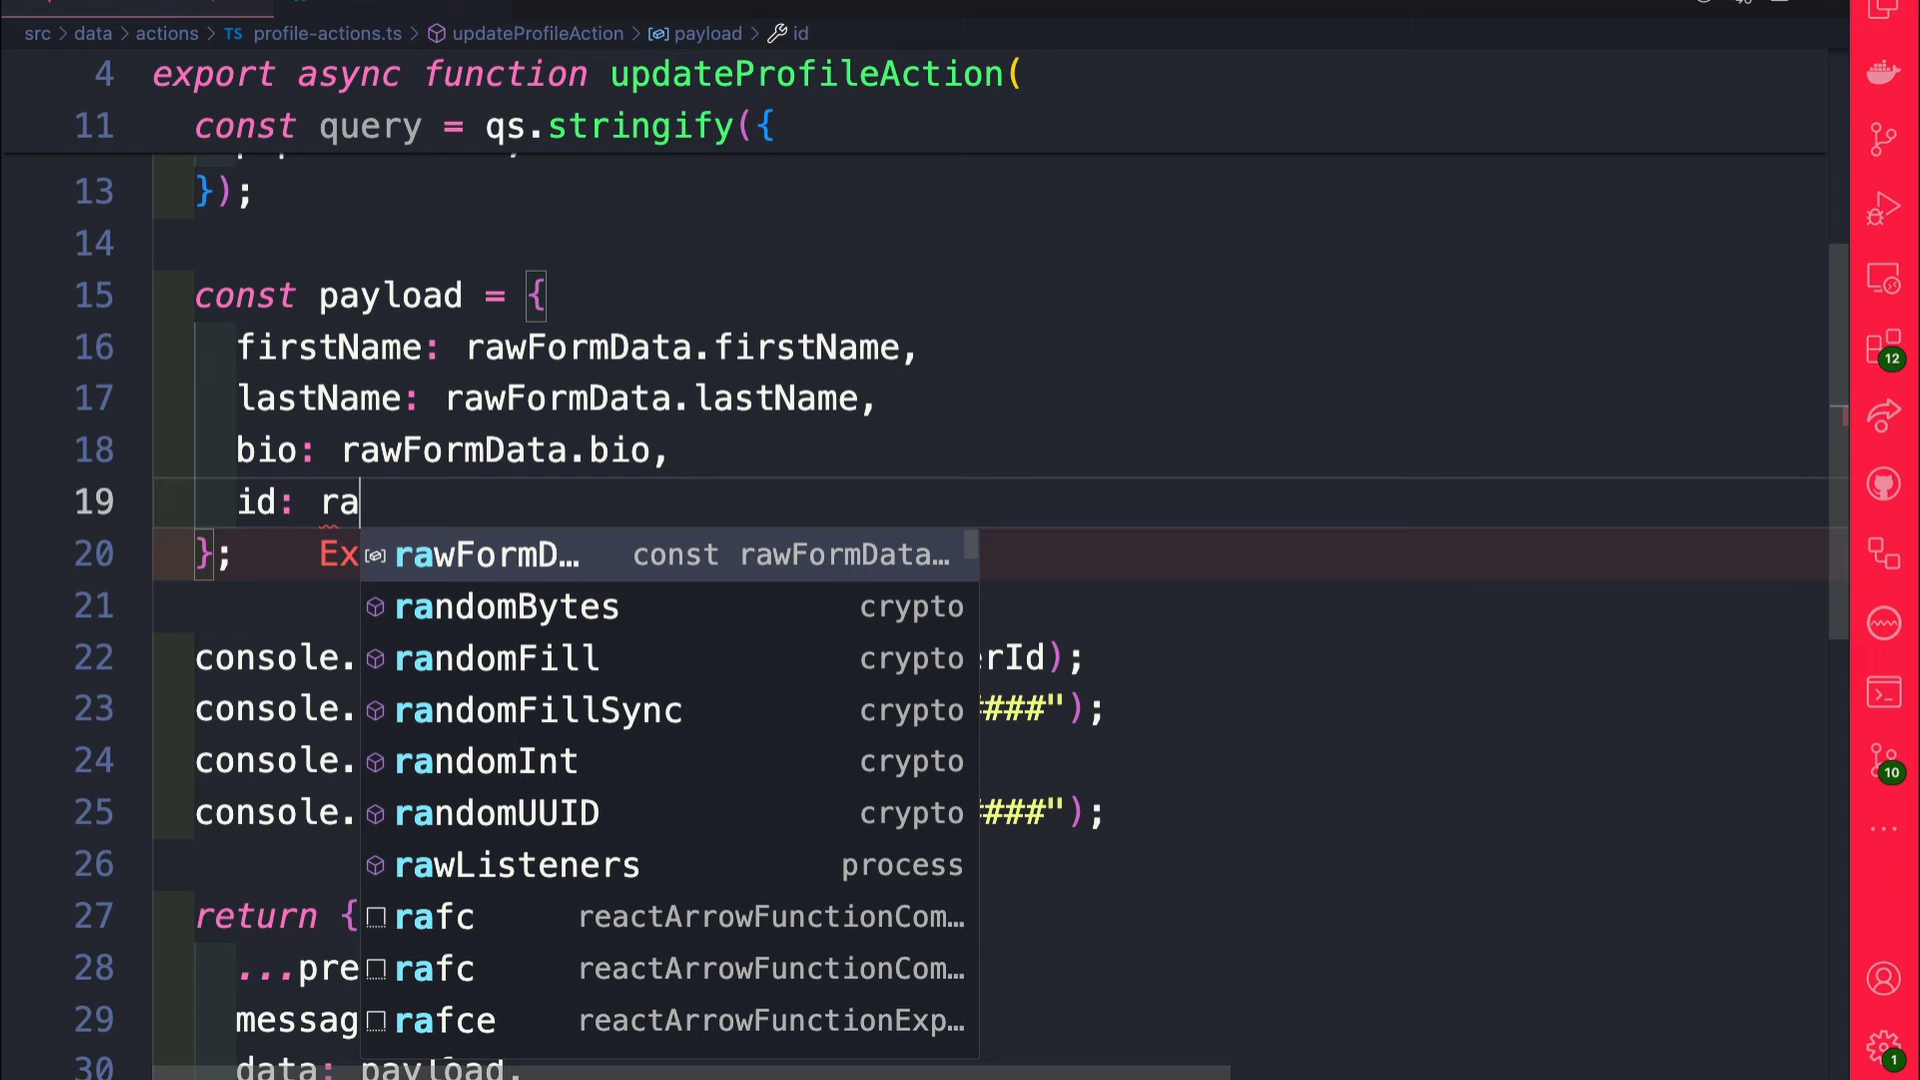 src > data > actions > TS profile-actions.ts > updateProfileAction > payload > id
4 export async function updateProfileAction(
11 const query = qs.stringify({
13 });
14
15 const payload = {
16 firstName: rawFormData.firstName,
17 lastName: rawFormData.lastName,
18 bio: rawFormData.bio,
19 id: ra
20 }; Ex rawFormD… const rawFormData…
21 randomBytes crypto
22 console. randomFill crypto erId);
23 console. randomFillSync crypto ####");
24 console. randomInt crypto
25 console. randomUUID crypto ####");
26 rawListeners process
27 return { rafc reactArrowFunctionCom…
28 ...pre rafc reactArrowFunctionCom…
29 messag rafce reactArrowFunctionExp…
30 data: payload,
12
10
1